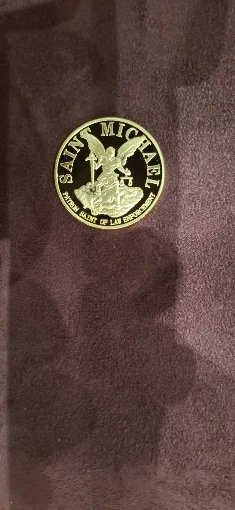 SAINT MICHAEL
PATRON SAINT OF LAW ENFORCEMENT